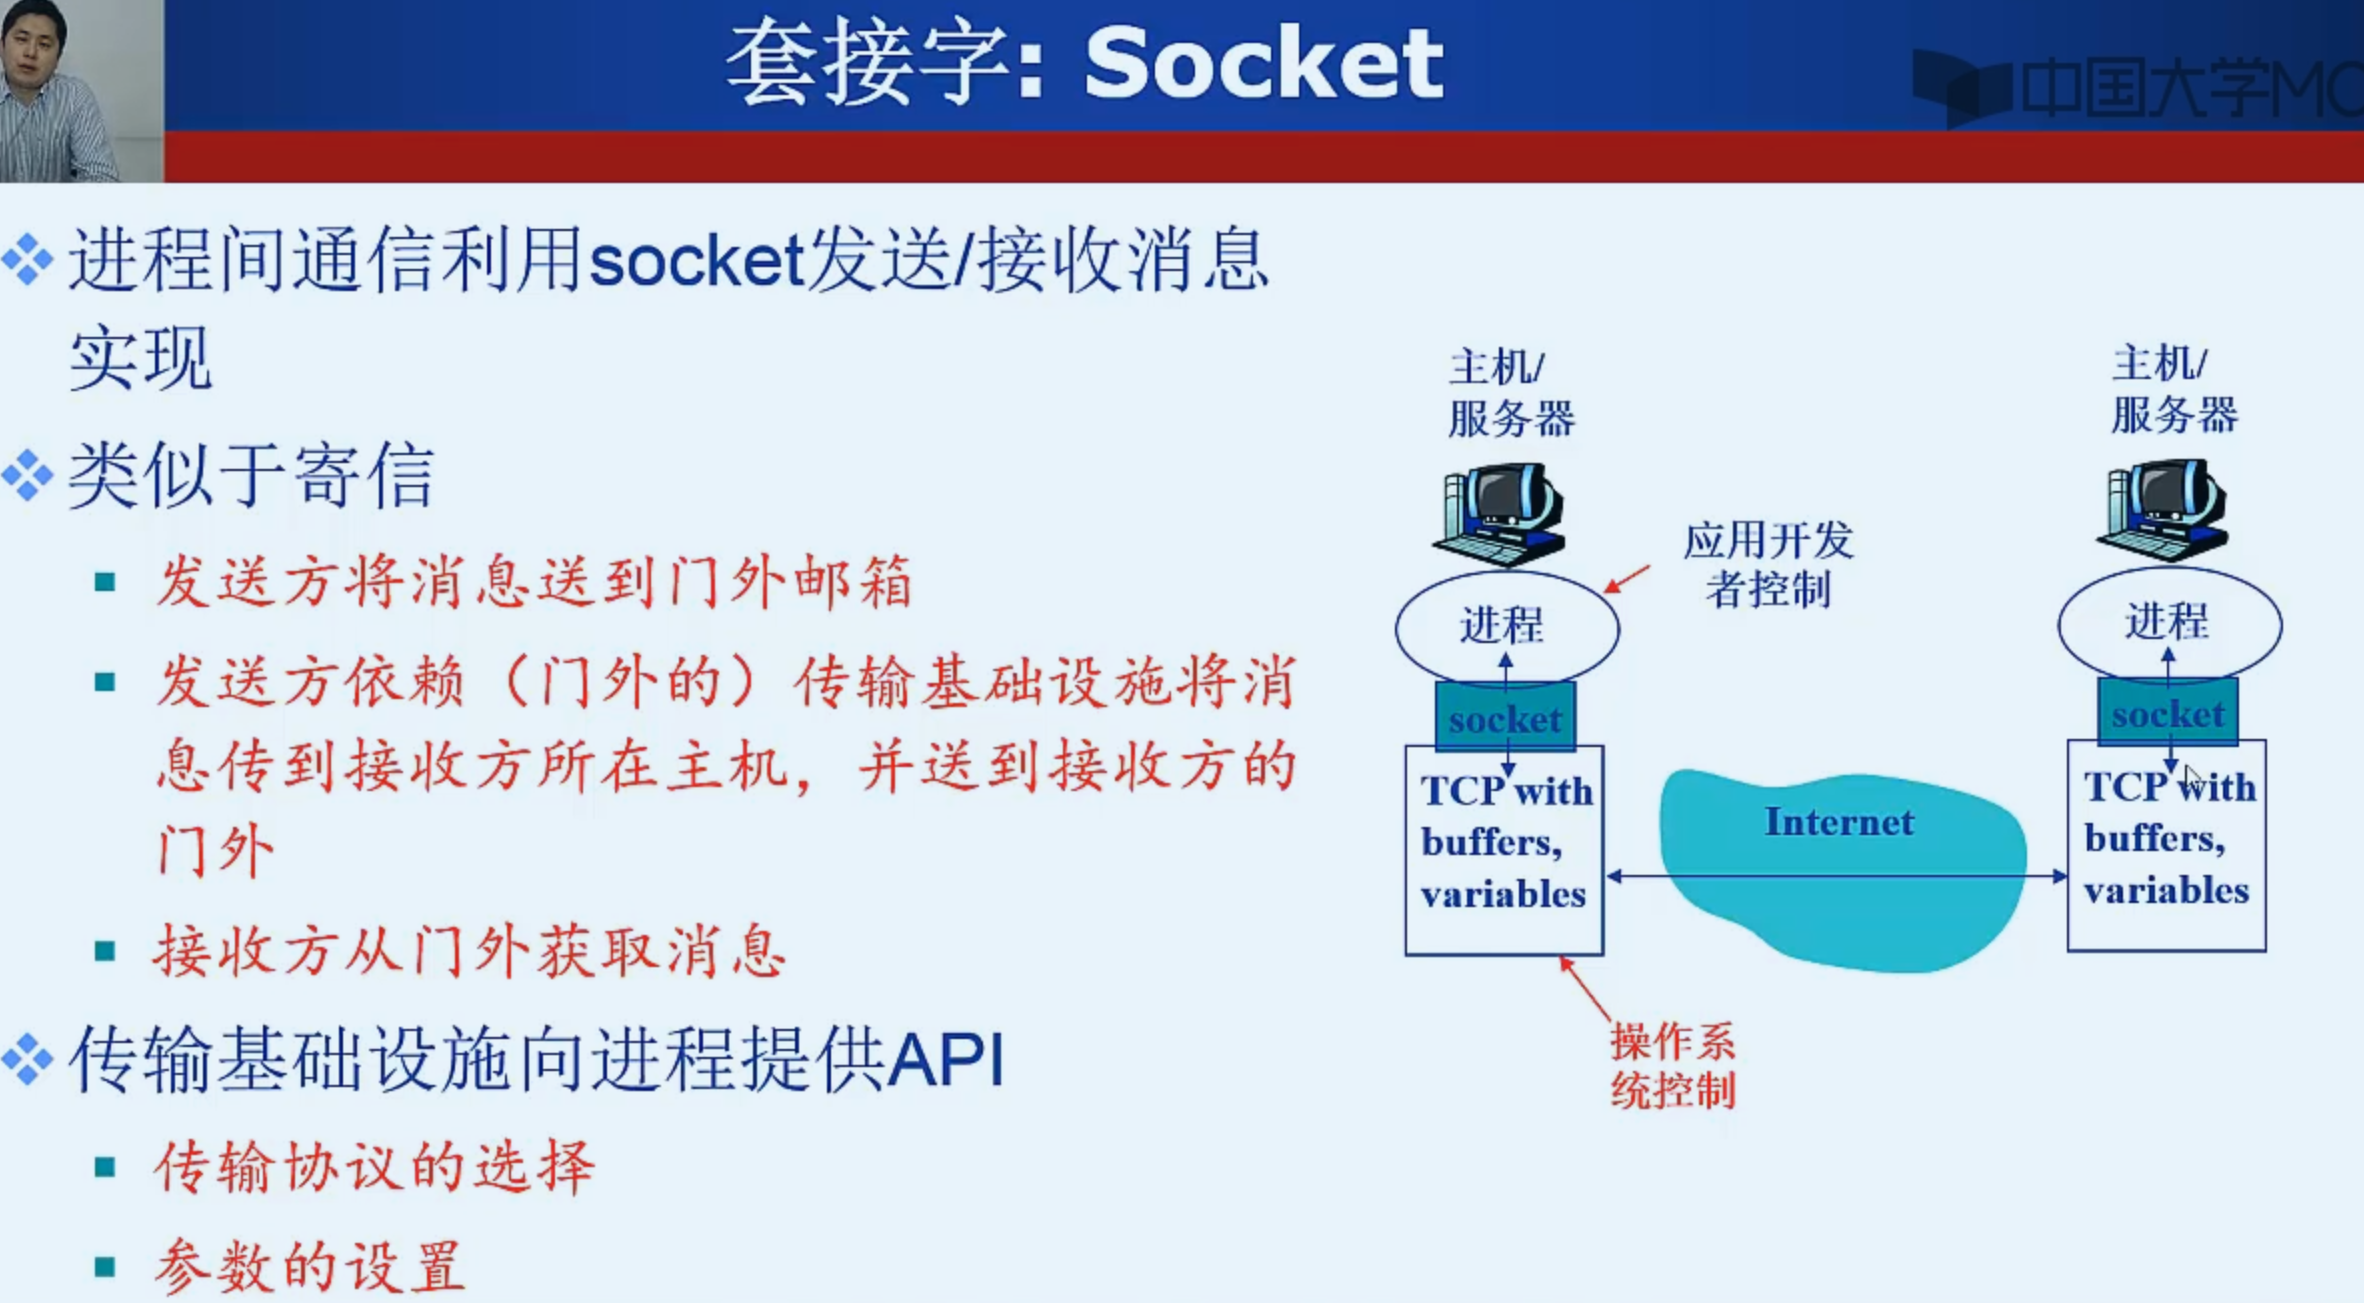 套接字: Socket
中国大学MO
进程间通信利用socket发送/接收消息
实现
类似于寄信
发送方将消息送到门外邮箱
发送方依赖（门外的）传输基础设施将消
息传到接收方所在主机，并送到接收方的
门外
接收方从门外获取消息
传输基础设施向进程提供API
传输协议的选择
参数的设置
主机/
服务器
应用开发
者控制
进程
socket
TCP with
buffers,
variables
Internet
操作系
统控制
主机/
服务器
进程
socket
TCP with
buffers,
variables